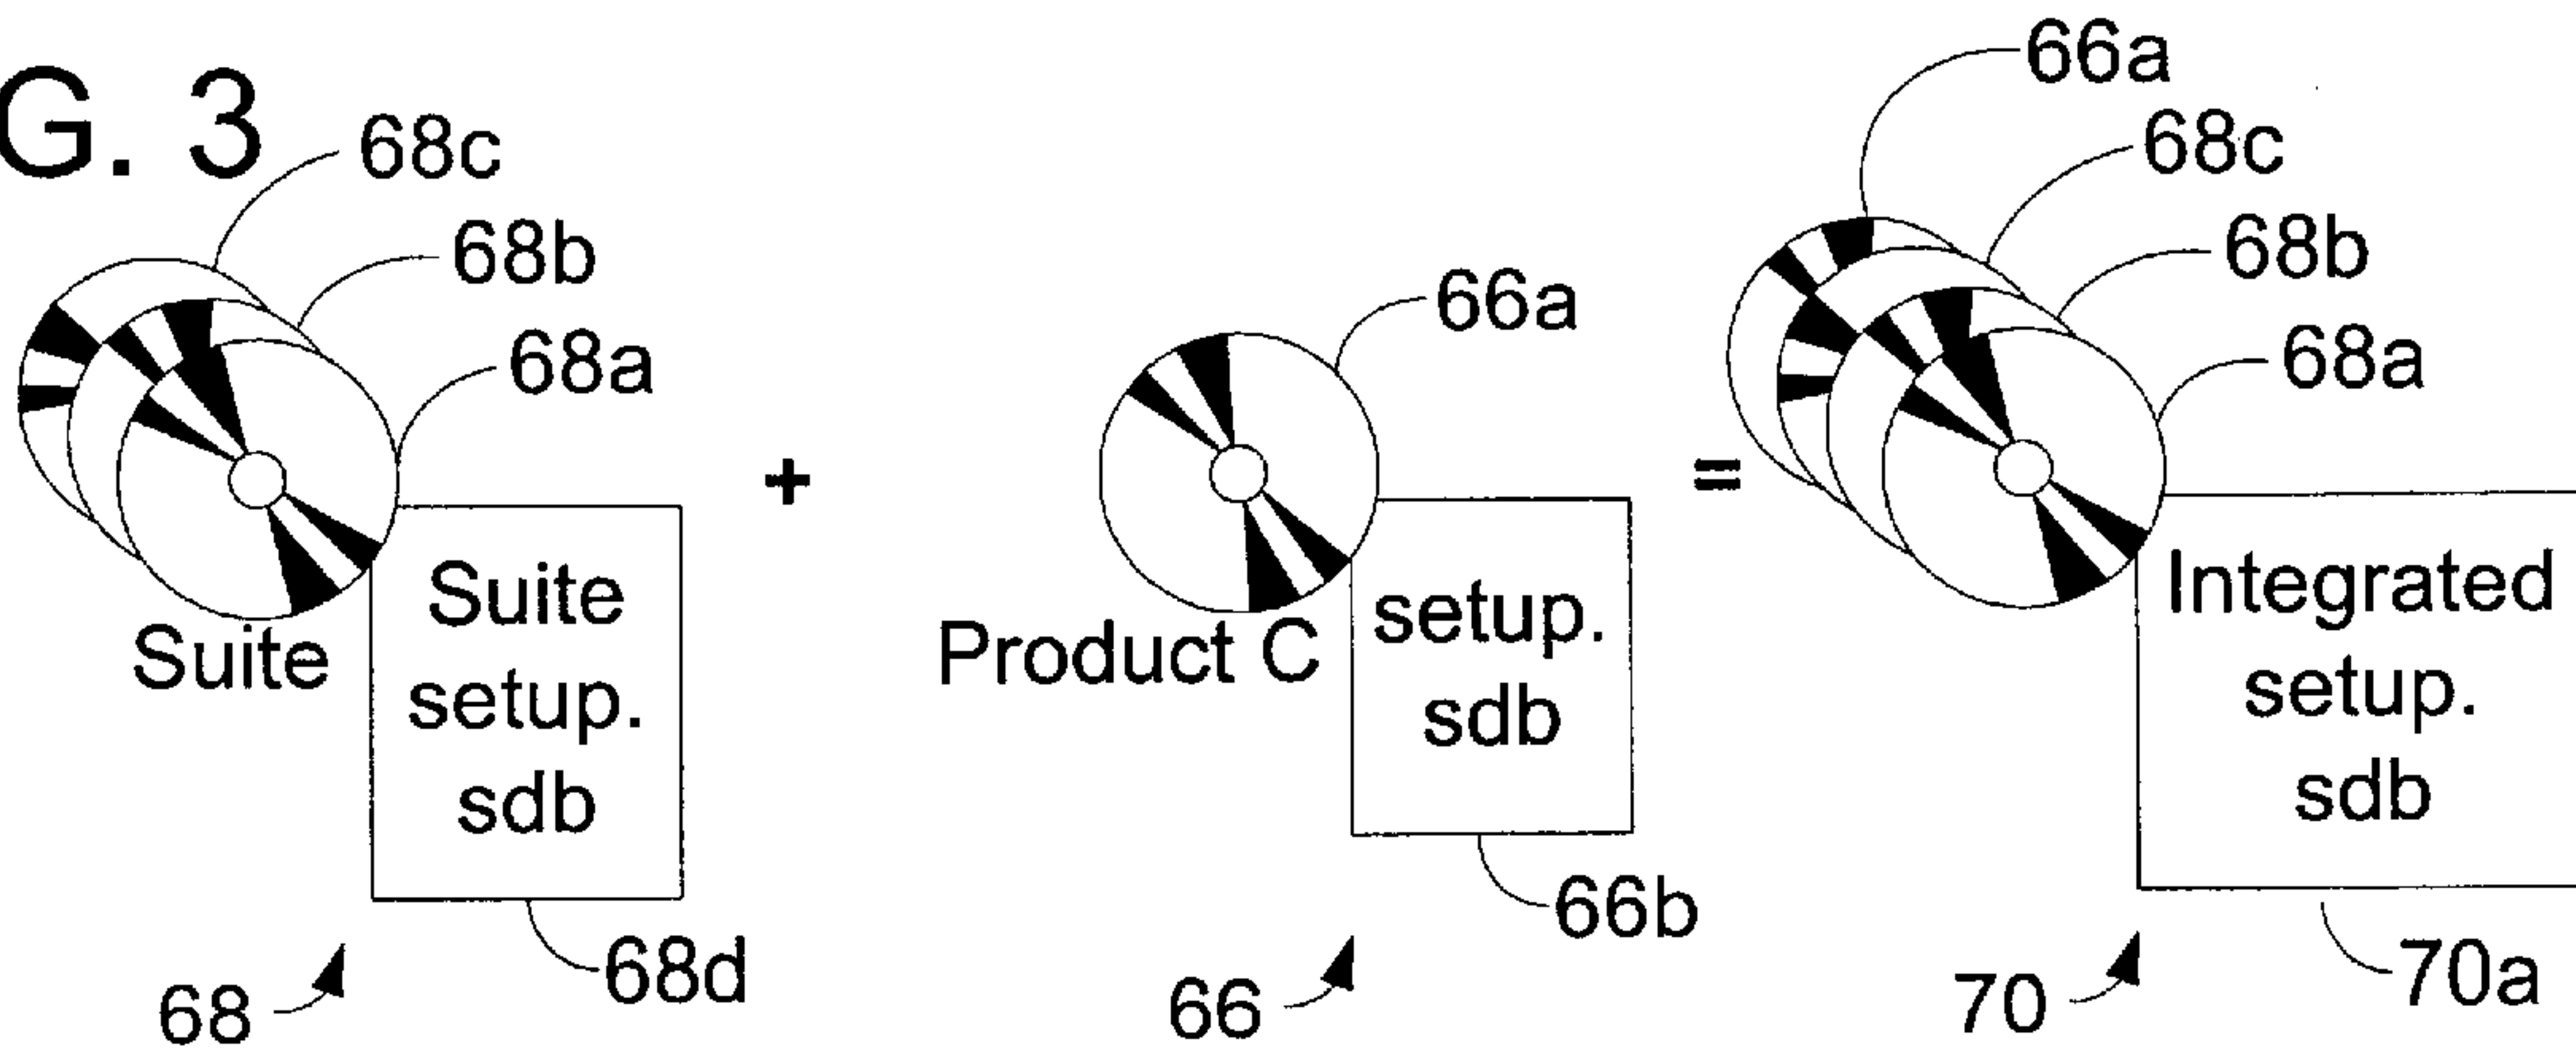 G. 3
68c
68b
68a
Suite
Suite
setup.
sdb
68d
68
+
66a
Product C
setup.
sdb
66b
66
=
66a
68c
68b
68a
Integrated
setup.
sdb
70a
70